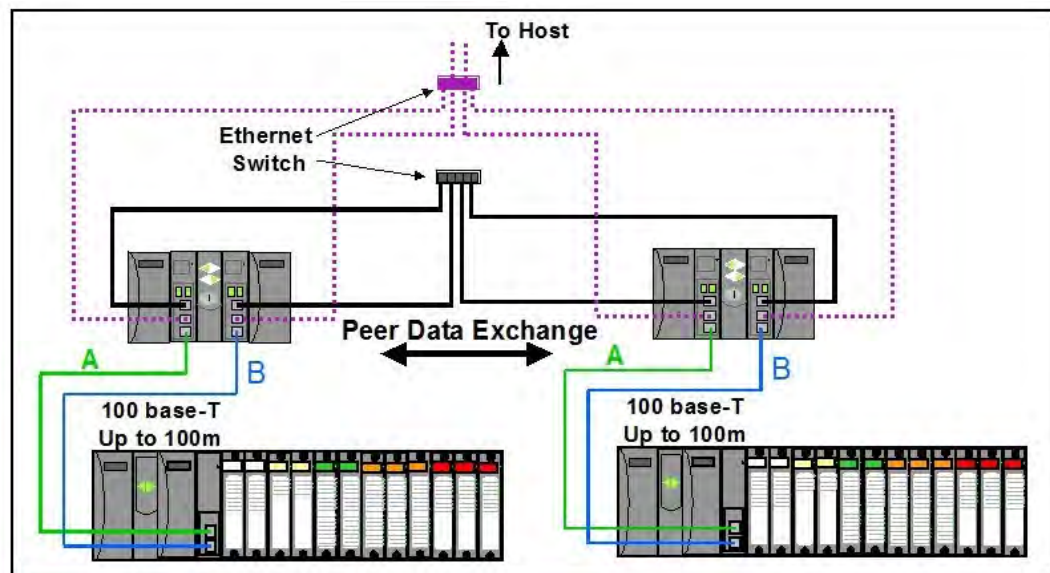 To Host
Ethernet
Switch
Peer Data Exchange
A
B
A
B
100 base-T
Up to 100m
100 base-T
Up to 100m